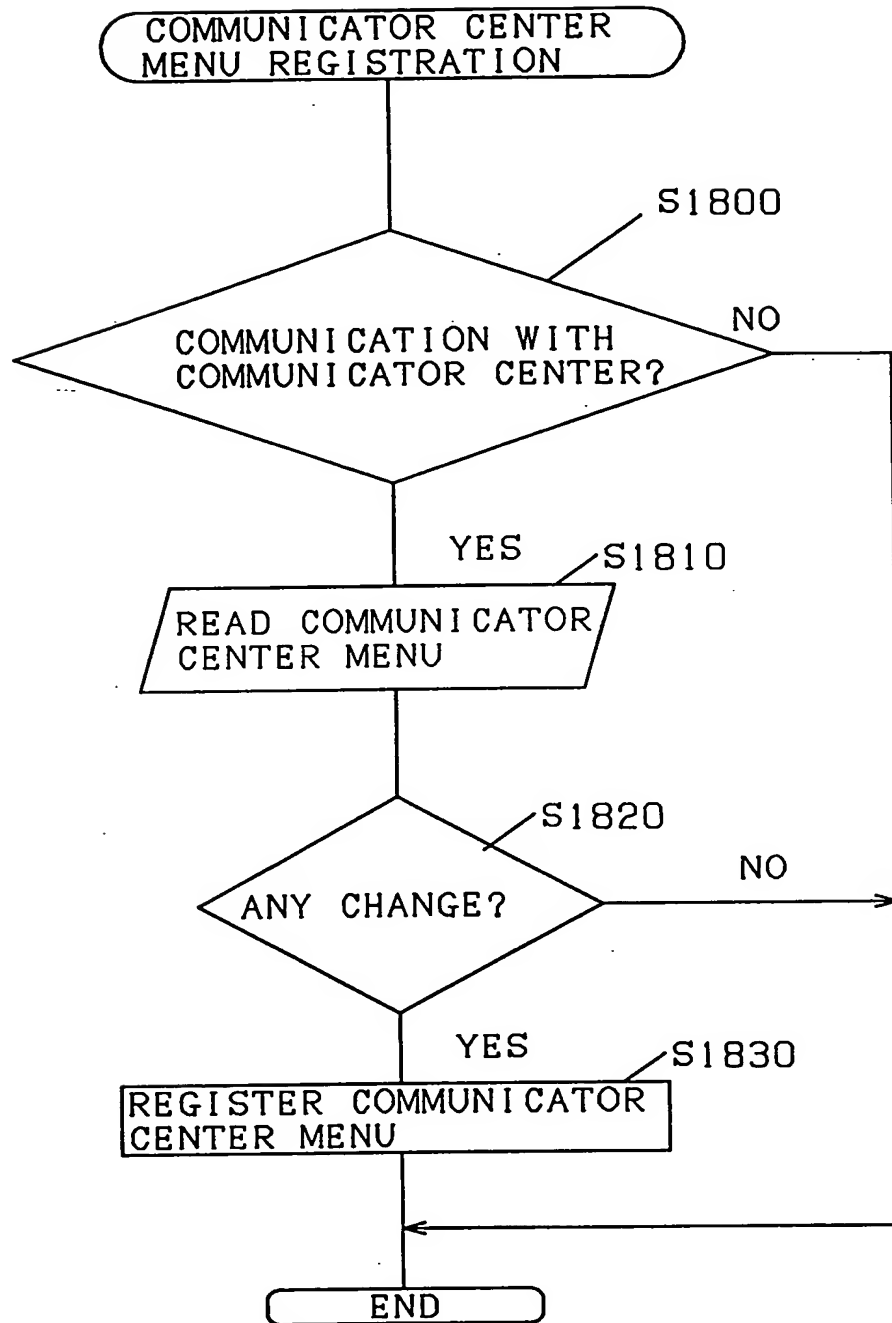 COMMUNICATOR CENTER
MENU REGISTRATION
S1800
COMMUNICATION WITH
COMMUNICATOR CENTER?
NO
YES
S1810
READ COMMUNICATOR
CENTER MENU
S1820
ANY CHANGE?
NO
YES
S1830
REGISTER COMMUNICATOR
CENTER MENU
END